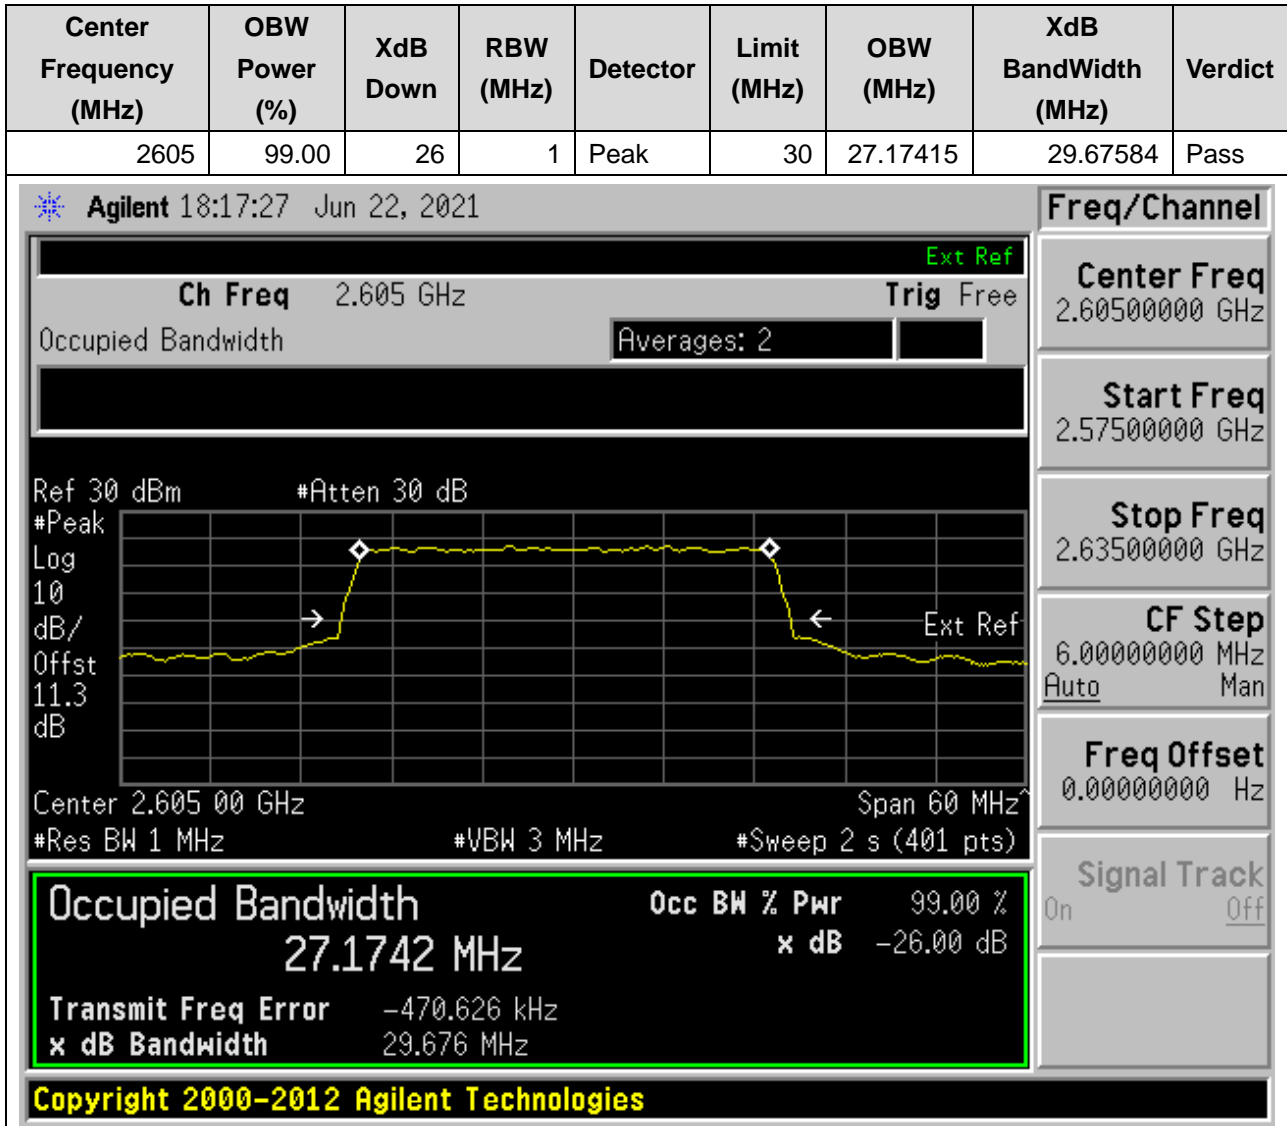 Center Frequency (MHz) OBW Power (%) XdB Down RBW (MHz) Detector Limit (MHz) OBW (MHz) XdB BandWidth (MHz) Verdict
2605 99.00 26 1 Peak 30 27.17415 29.67584 Pass
Agilent 18:17:27 Jun 22, 2021
Ext Ref
Ch Freq 2.605 GHz Trig Free
Occupied Bandwidth Averages: 2
Ref 30 dBm #Atten 30 dB
#Peak
Log
10
dB/
Offst
11.3
dB
Ext Ref
Center 2.605 00 GHz Span 60 MHz^
#Res BW 1 MHz #VBW 3 MHz #Sweep 2 s (401 pts)
Occupied Bandwidth Occ BW % Pwr 99.00 %
27.1742 MHz x dB -26.00 dB
Transmit Freq Error -470.626 kHz
x dB Bandwidth 29.676 MHz
Copyright 2000-2012 Agilent Technologies
Freq/Channel
Center Freq
2.60500000 GHz
Start Freq
2.57500000 GHz
Stop Freq
2.63500000 GHz
CF Step
6.00000000 MHz
Auto Man
Freq Offset
0.00000000 Hz
Signal Track
On Off